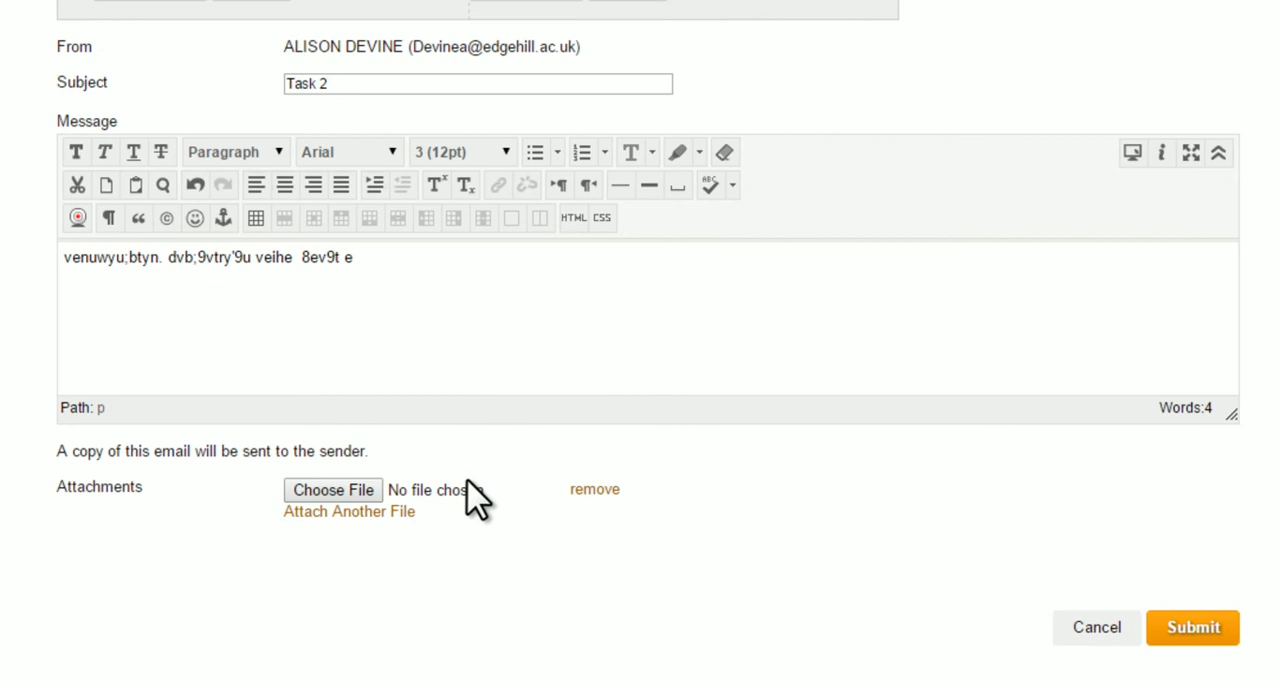 From ALISON DEVINE (Devinea@edgehill.ac.uk)
Subject Task 2
Message
T T T T Paragraph Arial 3 (12pt) T
T× T× ABC
HTML CSS
venuwyu;btyn. dvb;9vtry'9u veihe 8ev9t e
Path: p Words:4
A copy of this email will be sent to the sender.
Attachments Choose File No file remove
Attach Another File
Cancel Submit